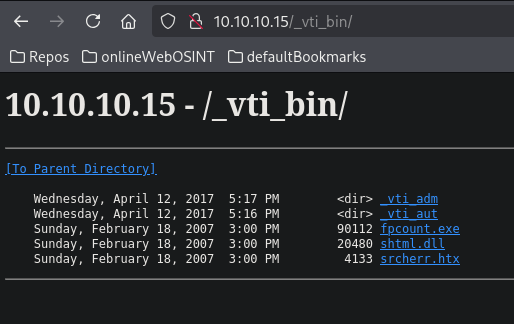 10.10.10.15/_vti_bin/
Repos onlineWebOSINT defaultBookmarks
10.10.10.15 - /_vti_bin/
[To Parent Directory]
Wednesday, April 12, 2017 5:17 PM <dir> _vti_adm
Wednesday, April 12, 2017 5:16 PM <dir> _vti_aut
Sunday, February 18, 2007 3:00 PM 90112 fpcount.exe
Sunday, February 18, 2007 3:00 PM 20480 shtml.dll
Sunday, February 18, 2007 3:00 PM 4133 srcherr.htx